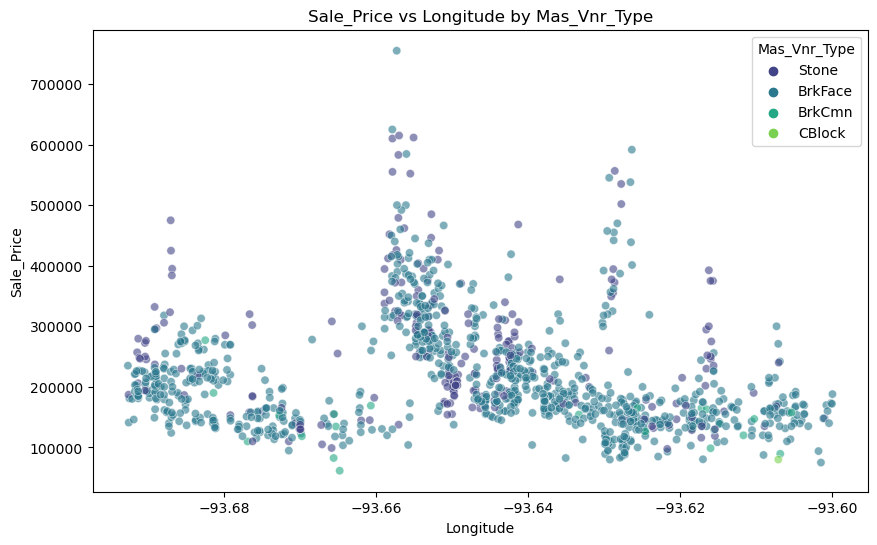 Sale_Price vs Longitude by Mas_Vnr_Type
Mas_Vnr_Type
Stone
BrkFace
BrkCmn
CBlock
700000
600000
500000
400000
300000
200000
100000
Sale_Price
−93.68
−93.66
−93.64
−93.62
−93.60
Longitude